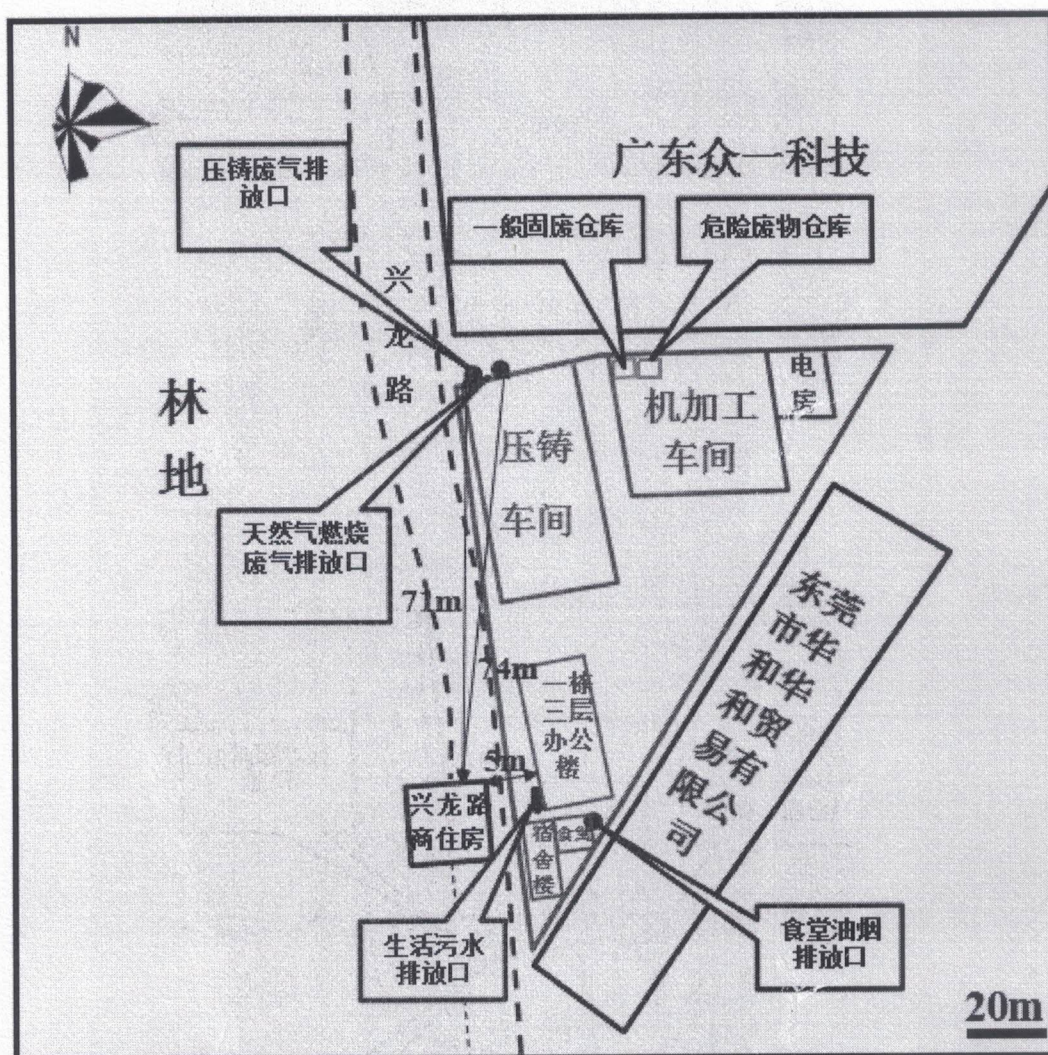 N
压铸废气排
放口
广东众一科技
一般固废仓库
危险废物仓库
兴
龙
路
林
地
电
房
机加工
车间
压铸
车间
天然气燃烧
废气排放口
71m
74m
5m
一栋
三层
办公
楼
东莞
市华
和华
和贸
易有
限公
司
兴龙路
商住房
宿
舍
楼
食堂
生活污水
排放口
食堂油烟
排放口
20m